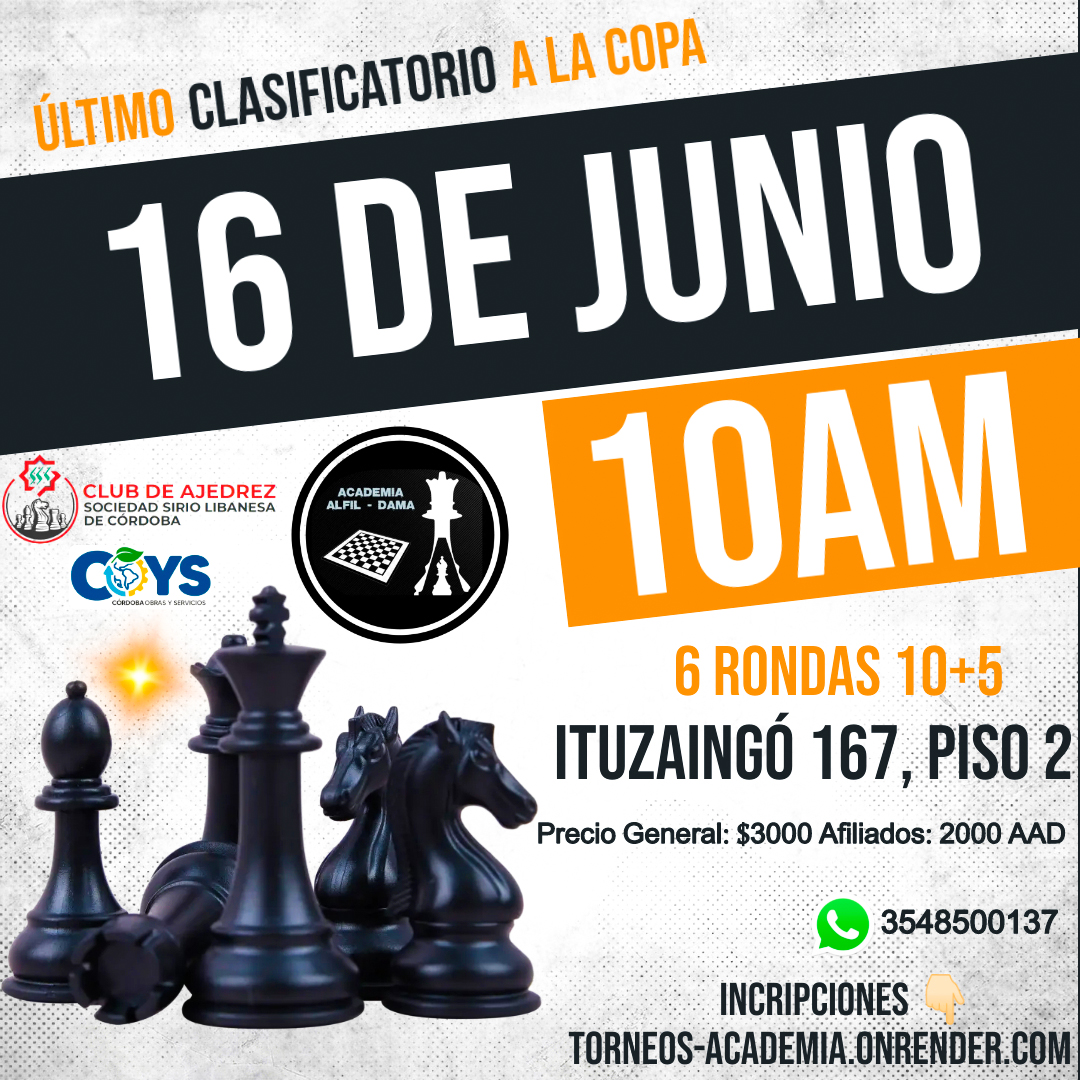 ÚLTIMO CLASIFICATORIO A LA COPA
16 DE JUNIO
10AM
CLUB DE AJEDREZ
SOCIEDAD SIRIO LIBANESA
DE CÓRDOBA
COYS
CÓRDOBA OBRAS Y SERVICIOS
ACADEMIA
ALFIL - DAMA
6 RONDAS 10+5
ITUZAINGÓ 167, PISO 2
Precio General: $3000 Afiliados: 2000 AAD
3548500137
INCRIPCIONES 👇🏻
TORNEOS-ACADEMIA.ONRENDER.COM